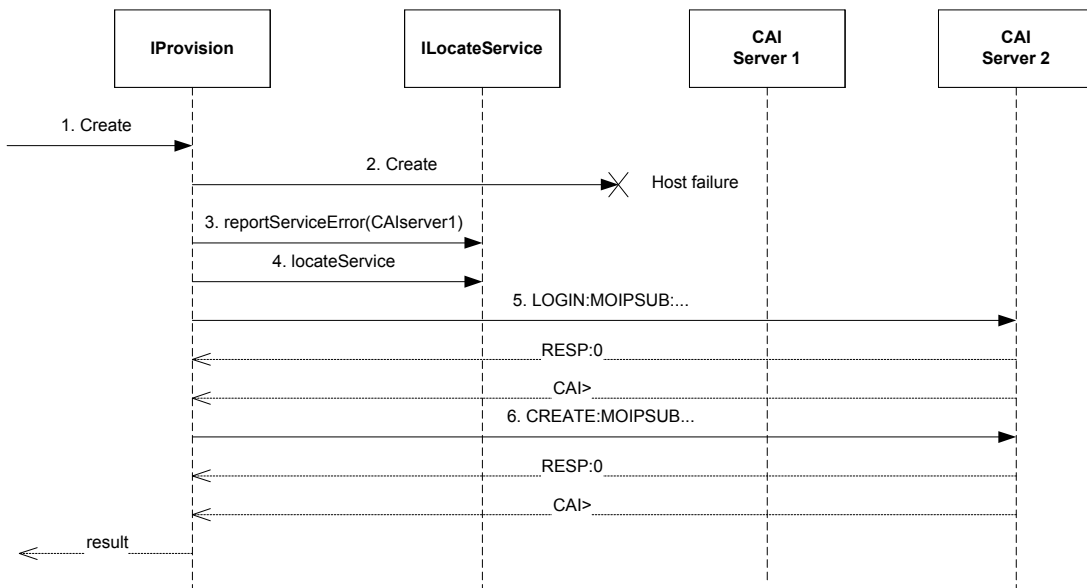 IProvision
ILocateService
CAI
Server 1
CAI
Server 2
1. Create
2. Create
Host failure
3. reportServiceError(CAIserver1)
4. locateService
5. LOGIN:MOIPSUB:...
RESP:0
CAI>
6. CREATE:MOIPSUB...
RESP:0
CAI>
result